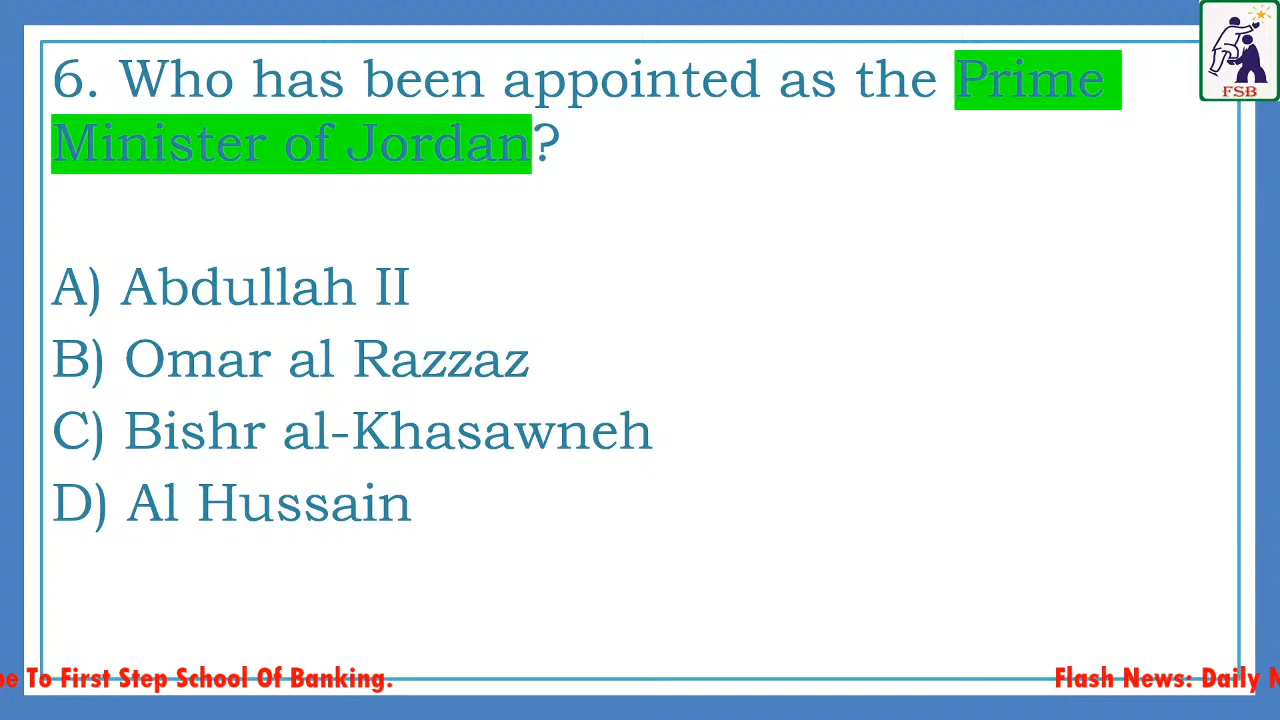 FSB
6. Who has been appointed as the Prime
Minister of Jordan?
A) Abdullah II
B) Omar al Razzaz
C) Bishr al-Khasawneh
D) Al Hussain
To First Step School Of Banking. Flash News: Daily